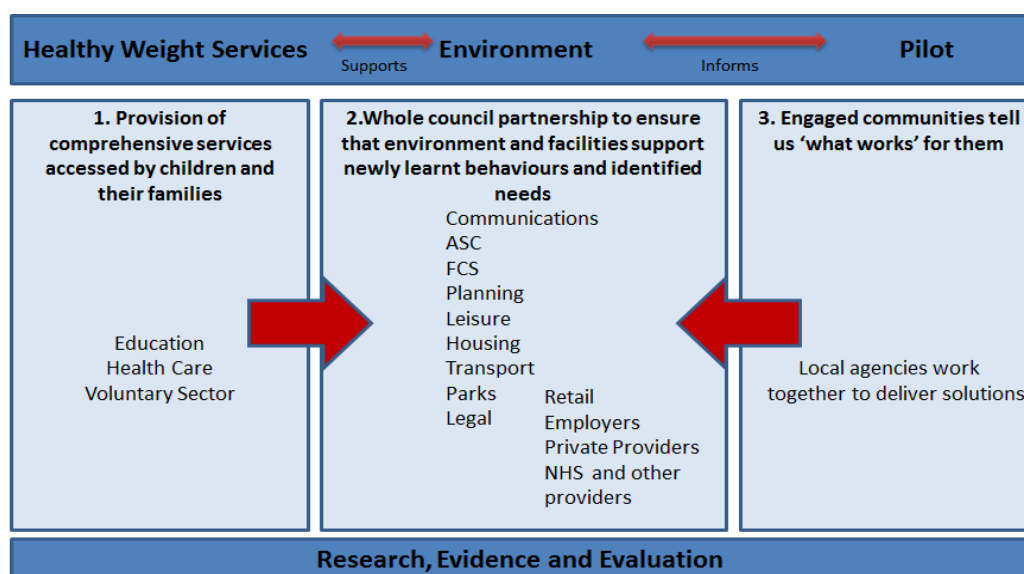 Healthy Weight Services
Supports
Environment
Informs
Pilot
1. Provision of
comprehensive services
accessed by children and
their families
Education
Health Care
Voluntary Sector
2.Whole council partnership to ensure
that environment and facilities support
newly learnt behaviours and identified
needs
Communications
ASC
FCS
Planning
Leisure
Housing
Transport
Parks
Legal
Retail
Employers
Private Providers
NHS and other
providers
3. Engaged communities tell
us ‘what works’ for them
Local agencies work
together to deliver solutions
Research, Evidence and Evaluation